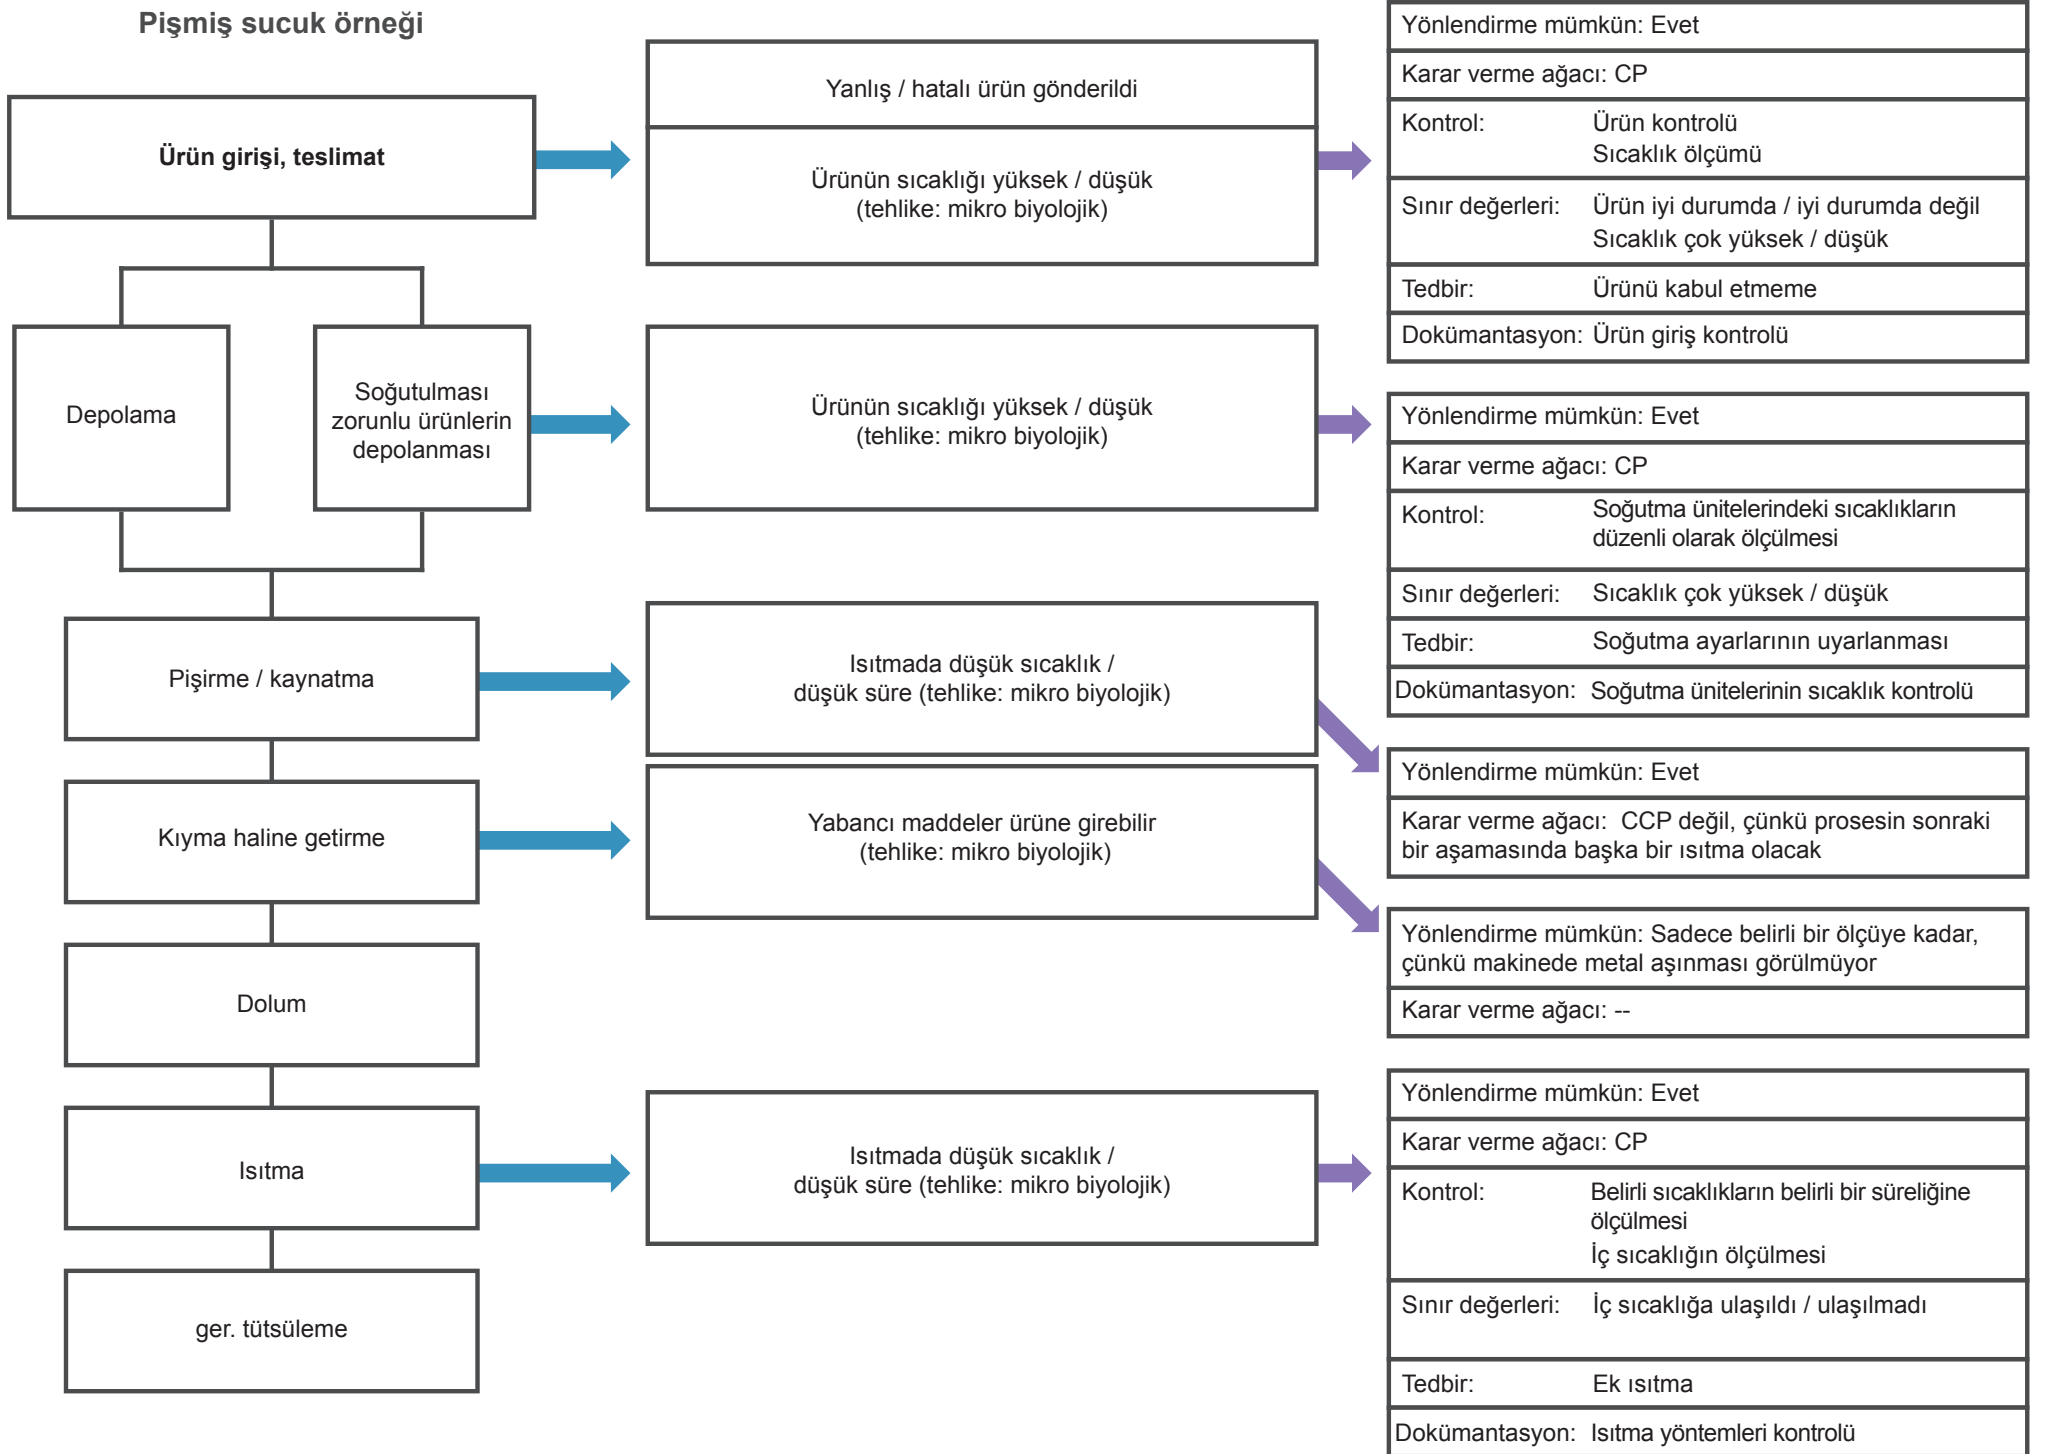 Pişmiş sucuk örneği
Ürün girişi, teslimat
Yanlış / hatalı ürün gönderildi
Ürünün sıcaklığı yüksek / düşük
(tehlike: mikro biyolojik)
Yönlendirme mümkün: Evet
Karar verme ağacı: CP
Kontrol: Ürün kontrolü
Sıcaklık ölçümü
Sınır değerleri: Ürün iyi durumda / iyi durumda değil
Sıcaklık çok yüksek / düşük
Tedbir: Ürünü kabul etmeme
Dokümantasyon: Ürün giriş kontrolü
Depolama
Soğutulması
zorunlu ürünlerin
depolanması
Ürünün sıcaklığı yüksek / düşük
(tehlike: mikro biyolojik)
Yönlendirme mümkün: Evet
Karar verme ağacı: CP
Kontrol: Soğutma ünitelerindeki sıcaklıkların
düzenli olarak ölçülmesi
Sınır değerleri: Sıcaklık çok yüksek / düşük
Tedbir: Soğutma ayarlarının uyarlanması
Dokümantasyon: Soğutma ünitelerinin sıcaklık kontrolü
Pişirme / kaynatma
Isıtmada düşük sıcaklık /
düşük süre (tehlike: mikro biyolojik)
Yönlendirme mümkün: Evet
Karar verme ağacı: CCP değil, çünkü prosesin sonraki
bir aşamasında başka bir ısıtma olacak
Kıyma haline getirme
Yabancı maddeler ürüne girebilir
(tehlike: mikro biyolojik)
Yönlendirme mümkün: Sadece belirli bir ölçüye kadar,
çünkü makinede metal aşınması görülmüyor
Karar verme ağacı: --
Dolum
Isıtma
Isıtmada düşük sıcaklık /
düşük süre (tehlike: mikro biyolojik)
Yönlendirme mümkün: Evet
Karar verme ağacı: CP
Kontrol: Belirli sıcaklıkların belirli bir süreliğine
ölçülmesi
İç sıcaklığın ölçülmesi
Sınır değerleri: İç sıcaklığa ulaşıldı / ulaşılmadı
Tedbir: Ek ısıtma
Dokümantasyon: Isıtma yöntemleri kontrolü
ger. tütsüleme